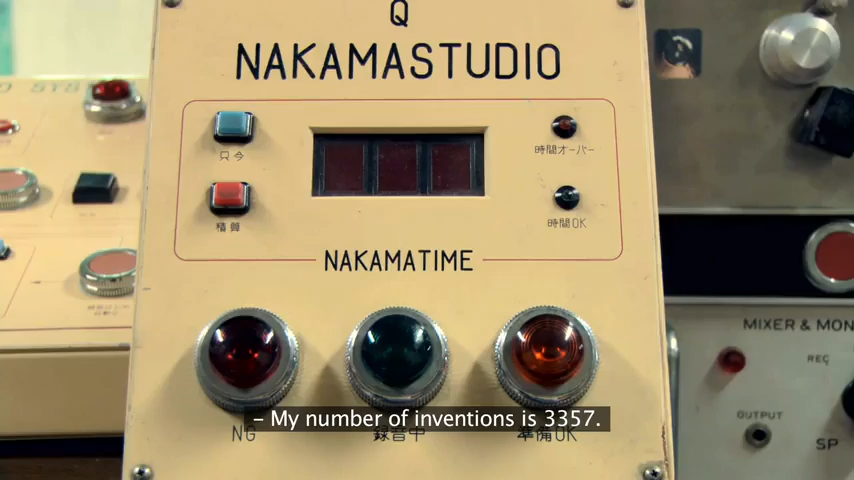 Q
NAKAMASTUDIO
只今
時間オーバー
積算
時間OK
NAKAMATIME
MIXER & MON
REC
OUTPUT
SP
– My number of inventions is 3357.
NG
録音中
準備OK